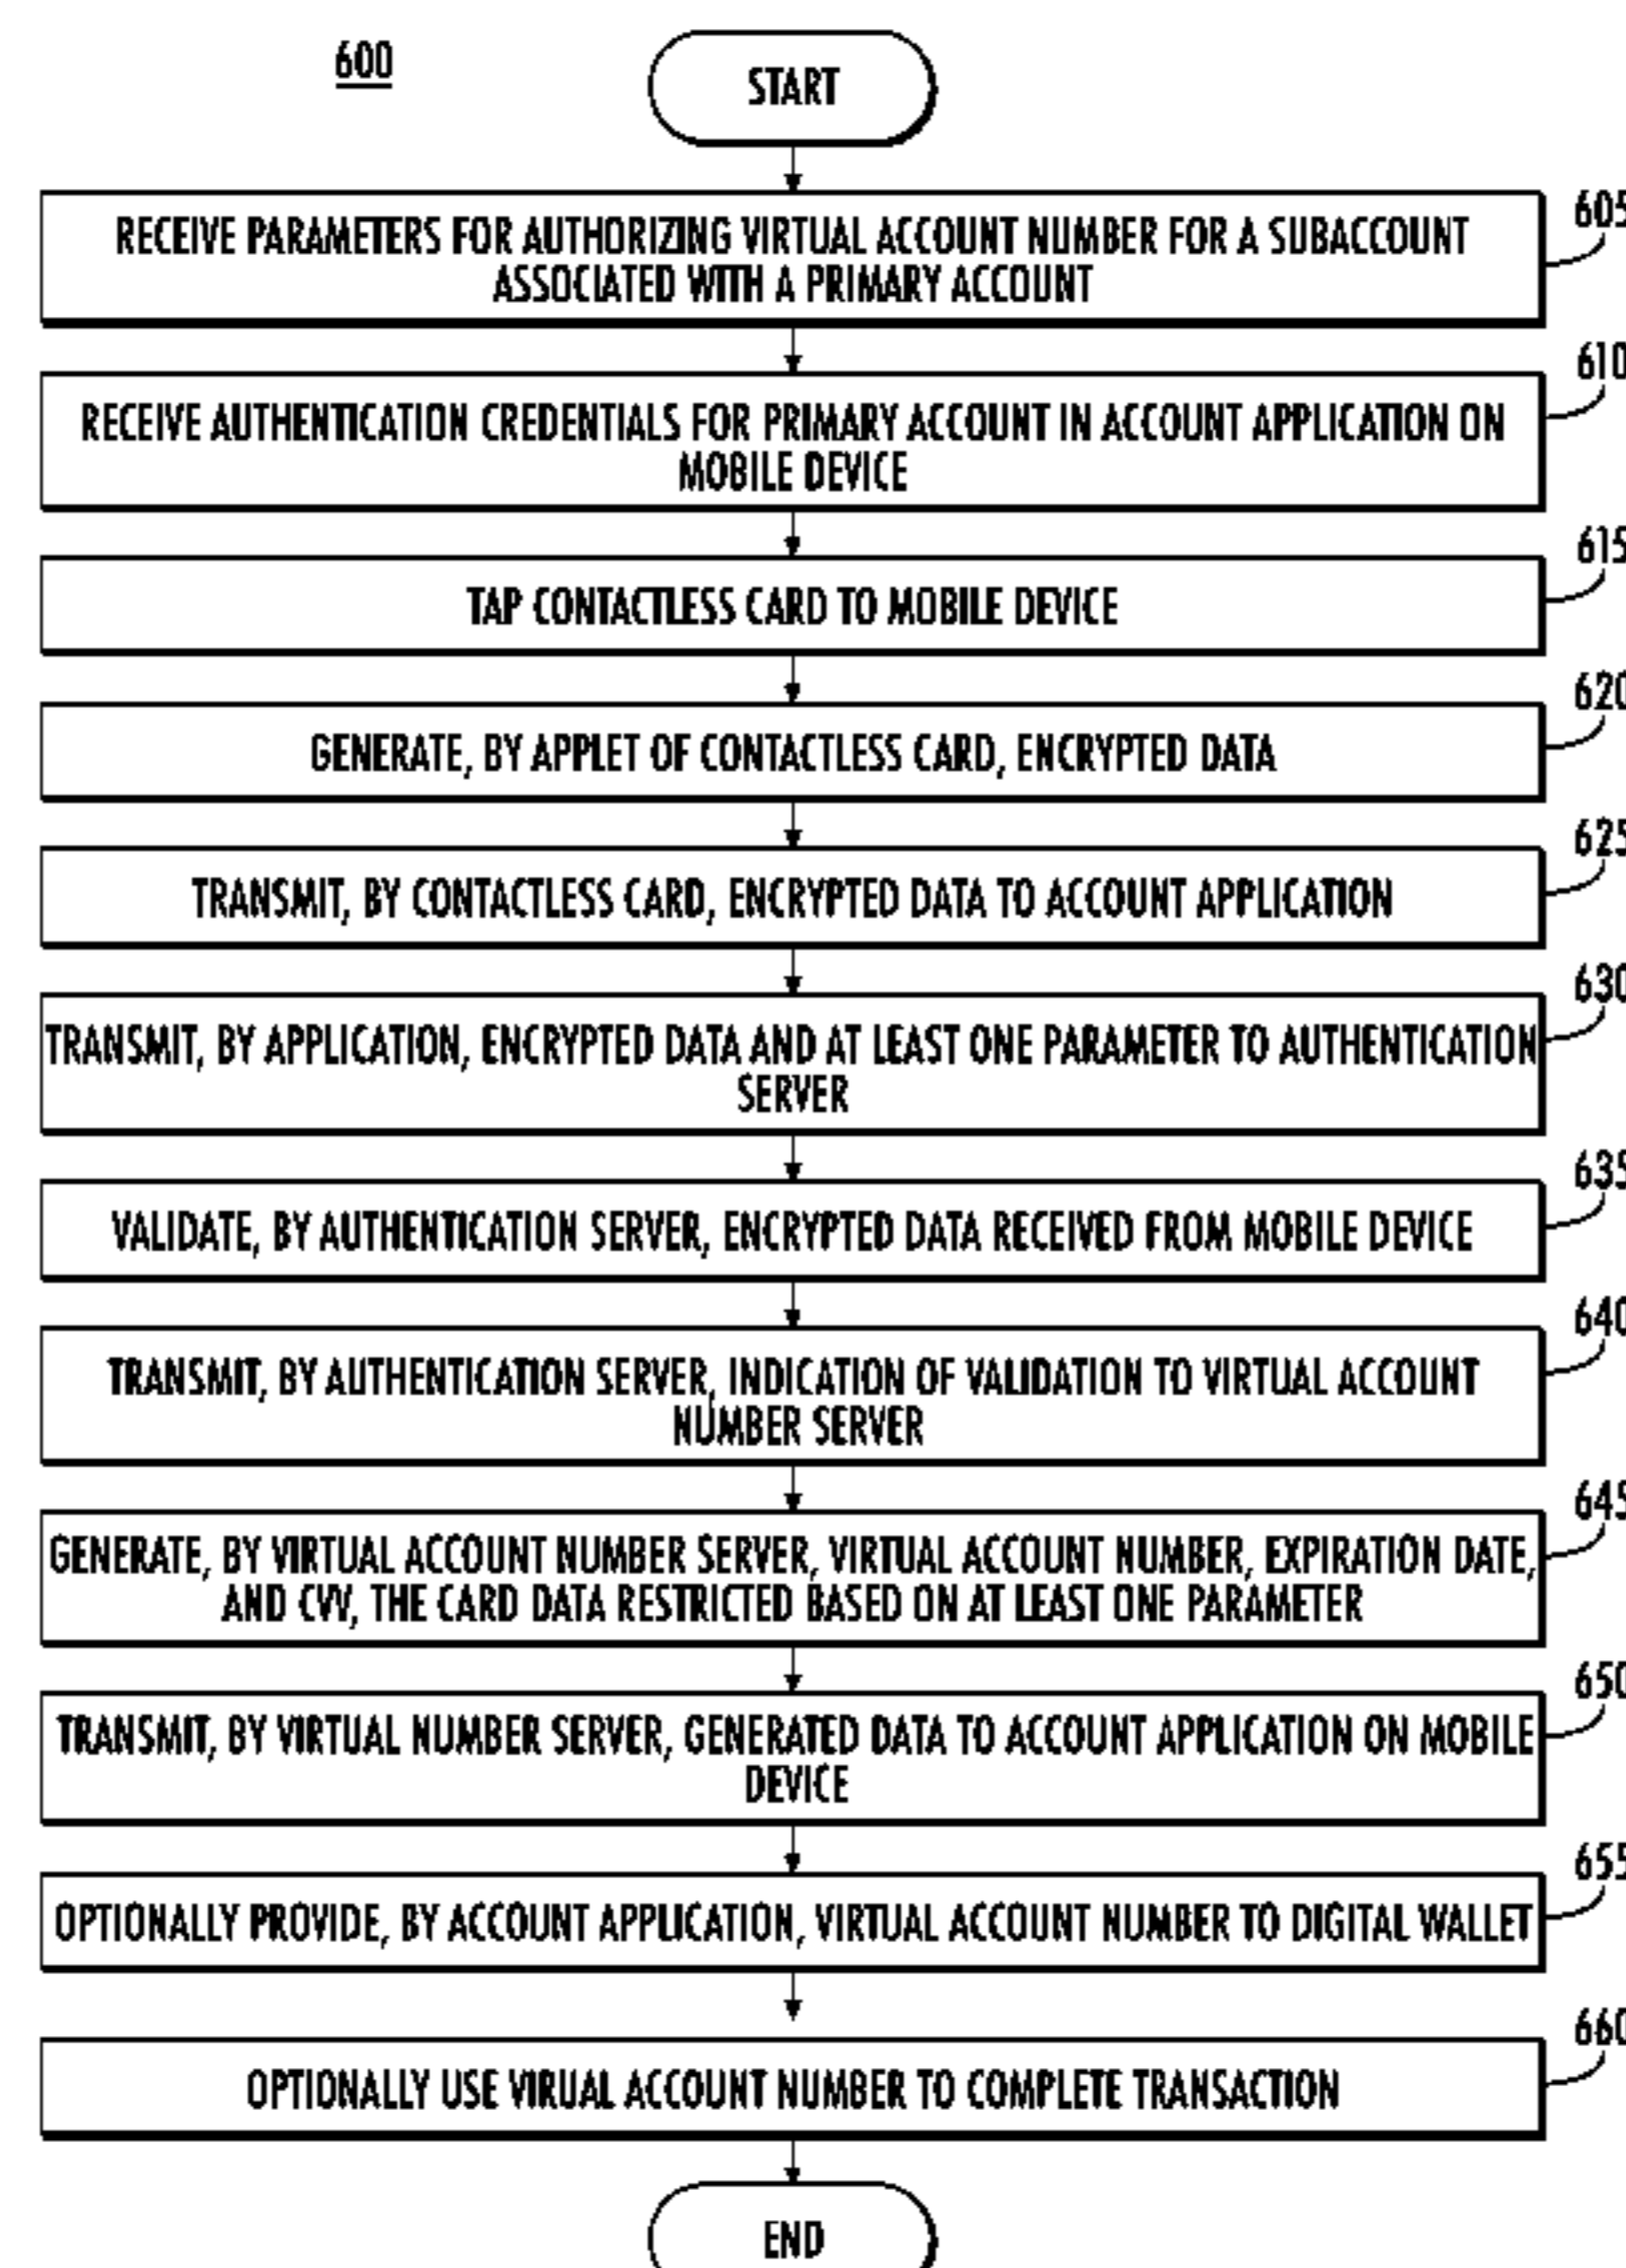 600
START
RECEIVE PARAMETERS FOR AUTHORIZING VIRTUAL ACCOUNT NUMBER FOR A SUBACCOUNT
ASSOCIATED WITH A PRIMARY ACCOUNT
605
RECEIVE AUTHENTICATION CREDENTIALS FOR PRIMARY ACCOUNT IN ACCOUNT APPLICATION ON
MOBILE DEVICE
610
TAP CONTACTLESS CARD TO MOBILE DEVICE
615
GENERATE, BY APPLET OF CONTACTLESS CARD, ENCRYPTED DATA
620
TRANSMIT, BY CONTACTLESS CARD, ENCRYPTED DATA TO ACCOUNT APPLICATION
625
TRANSMIT, BY APPLICATION, ENCRYPTED DATA AND AT LEAST ONE PARAMETER TO AUTHENTICATION
SERVER
630
VALIDATE, BY AUTHENTICATION SERVER, ENCRYPTED DATA RECEIVED FROM MOBILE DEVICE
635
TRANSMIT, BY AUTHENTICATION SERVER, INDICATION OF VALIDATION TO VIRTUAL ACCOUNT
NUMBER SERVER
640
GENERATE, BY VIRTUAL ACCOUNT NUMBER SERVER, VIRTUAL ACCOUNT NUMBER, EXPIRATION DATE,
AND CVV, THE CARD DATA RESTRICTED BASED ON AT LEAST ONE PARAMETER
645
TRANSMIT, BY VIRTUAL NUMBER SERVER, GENERATED DATA TO ACCOUNT APPLICATION ON MOBILE
DEVICE
650
OPTIONALLY PROVIDE, BY ACCOUNT APPLICATION, VIRTUAL ACCOUNT NUMBER TO DIGITAL WALLET
655
OPTIONALLY USE VIRUAL ACCOUNT NUMBER TO COMPLETE TRANSACTION
660
END